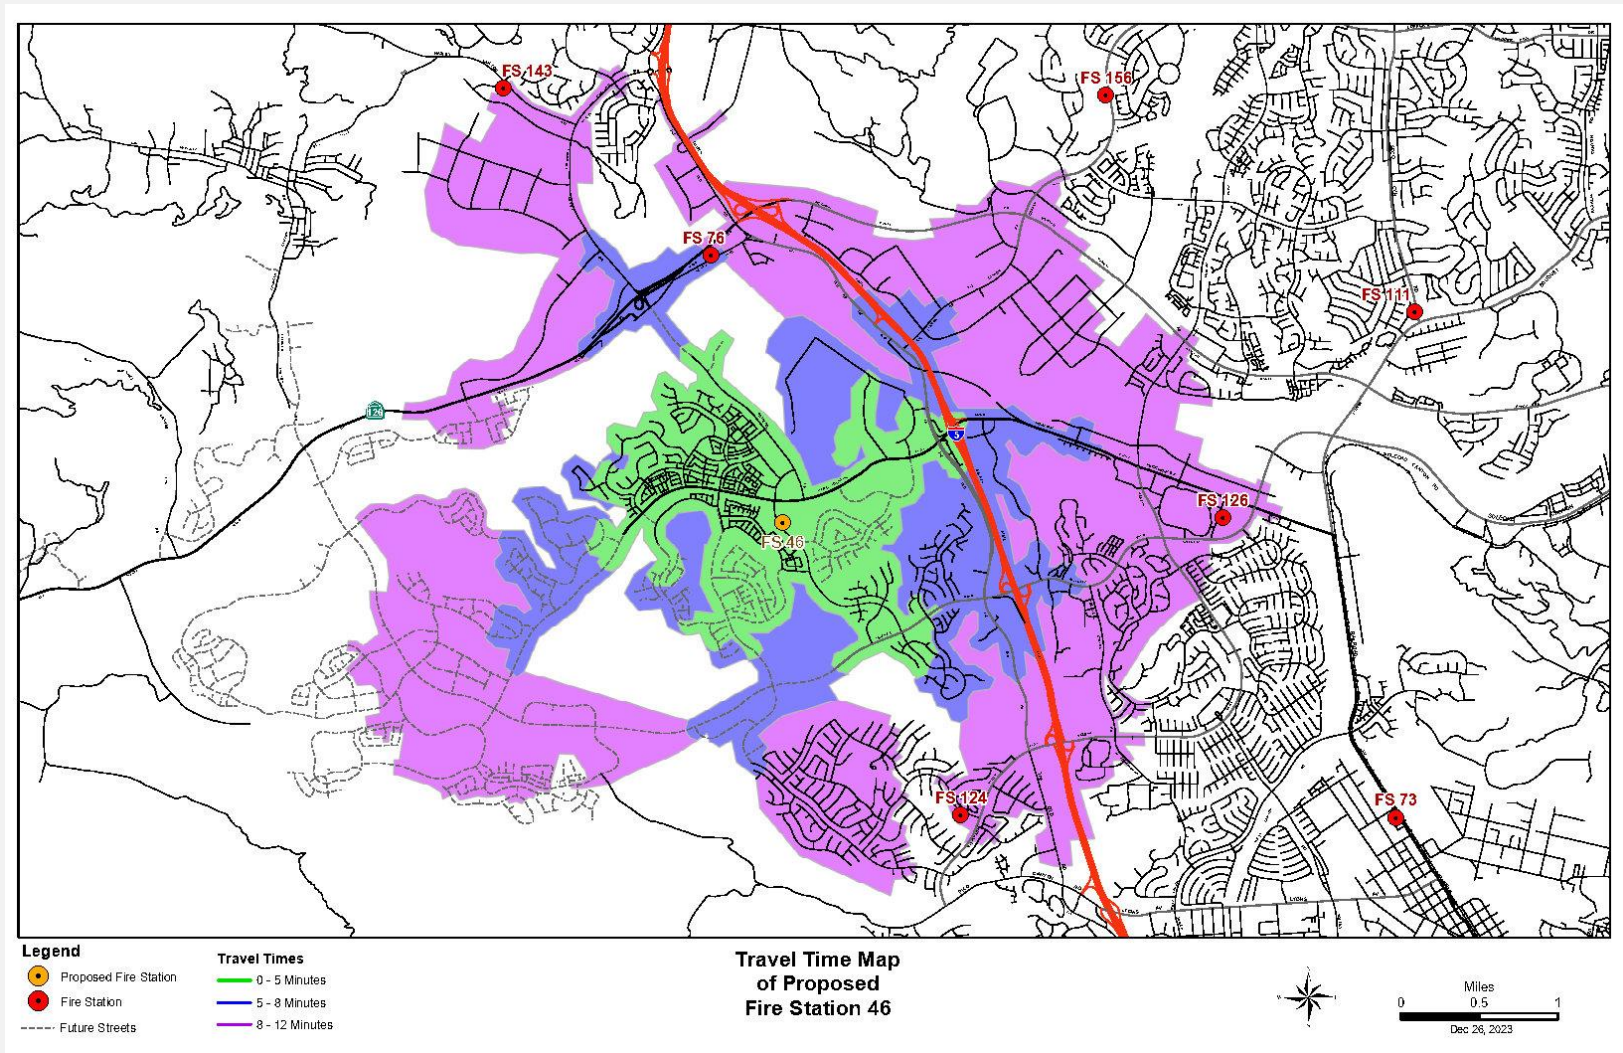 FS 143
FS 156
FS 76
FS 111
126
5
FS 126
FS 46
FS 124
FS 73
LYONS
Legend
Proposed Fire Station
Fire Station
Future Streets
Travel Times
0 - 5 Minutes
5 - 8 Minutes
8 - 12 Minutes
Travel Time Map
of Proposed
Fire Station 46
Miles
0 0.5 1
Dec 26, 2023